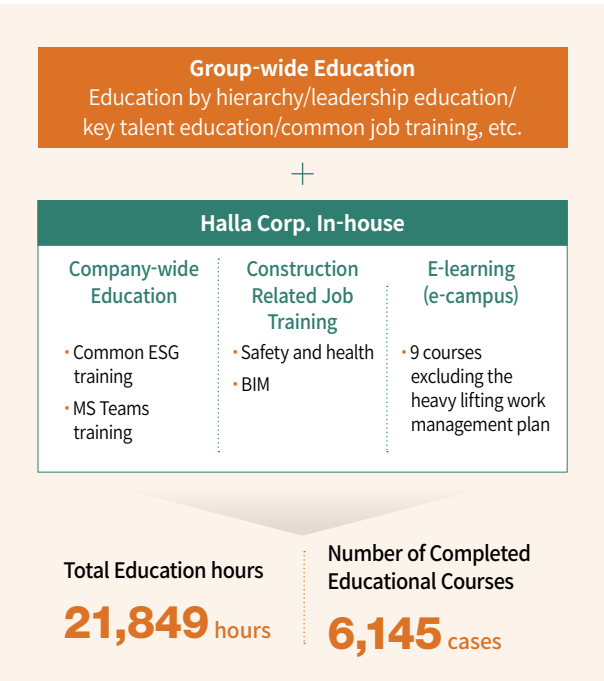 Group-wide Education
Education by hierarchy/leadership education/
key talent education/common job training, etc.
+
Halla Corp. In-house
Company-wide
Education
• Common ESG
training
• MS Teams
training
Construction
Related Job
Training
• Safety and health
• BIM
E-learning
(e-campus)
• 9 courses
excluding the
heavy lifting work
management plan
Total Education hours
21,849 hours
Number of Completed
Educational Courses
6,145 cases